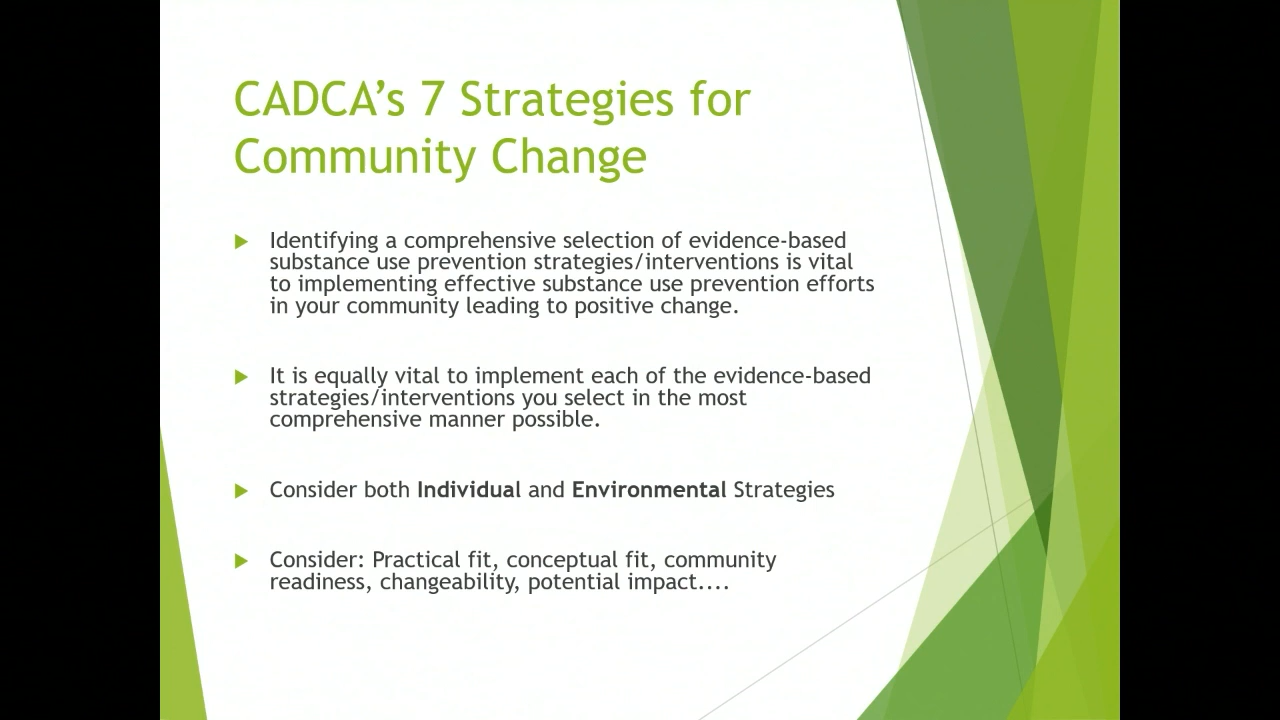 CADCA’s 7 Strategies for
Community Change
Identifying a comprehensive selection of evidence-based
substance use prevention strategies/interventions is vital
to implementing effective substance use prevention efforts
in your community leading to positive change.
It is equally vital to implement each of the evidence-based
strategies/interventions you select in the most
comprehensive manner possible.
Consider both Individual and Environmental Strategies
Consider: Practical fit, conceptual fit, community
readiness, changeability, potential impact....